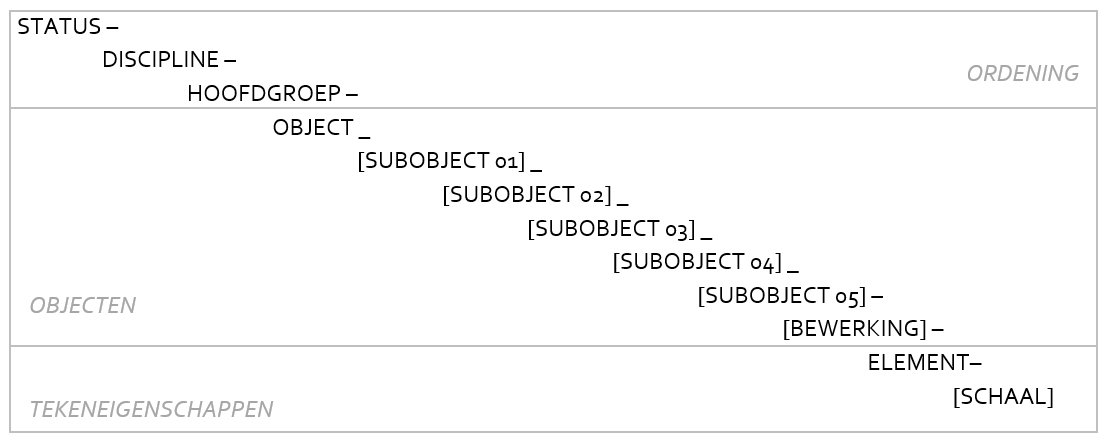 STATUS –
DISCIPLINE –
ORDENING
HOOFDGROEP –
OBJECT _
[SUBOBJECT 01] _
[SUBOBJECT 02] _
[SUBOBJECT 03] _
[SUBOBJECT 04] _
[SUBOBJECT 05] –
OBJECTEN
[BEWERKING] –
ELEMENT–
[SCHAAL]
TEKENEIGENSCHAPPEN